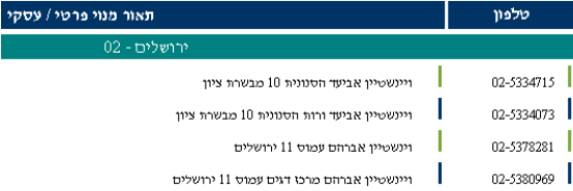 תאור מנוי פרטי / עסקי טלפון
ירושלים - 02
ויינשטיין אביעד הסנונית 10 מבשרת ציון 02-5334715
ויינשטיין אביעד ורות הסנונית 10 מבשרת ציון 02-5334073
ויינשטיין אברהם עמוס 11 ירושלים 02-5378281
ויינשטיין אברהם מרכז דגים עמוס 11 ירושלים 02-5380969